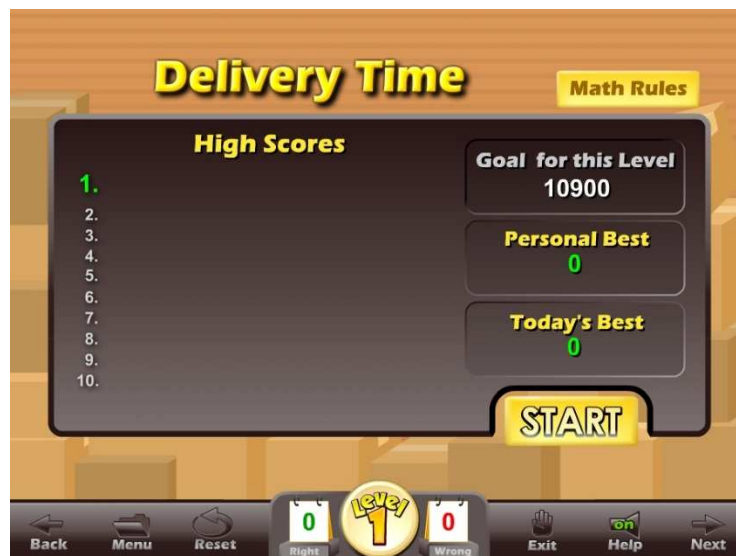 Delivery Time
Math Rules
High Scores
1.
2.
3.
4.
5.
6.
7.
8.
9.
10.
Goal for this Level
10900
Personal Best
0
Today's Best
0
START
Back
Menu
Reset
0
Right
Level
1
0
Wrong
Exit
on
Help
Next